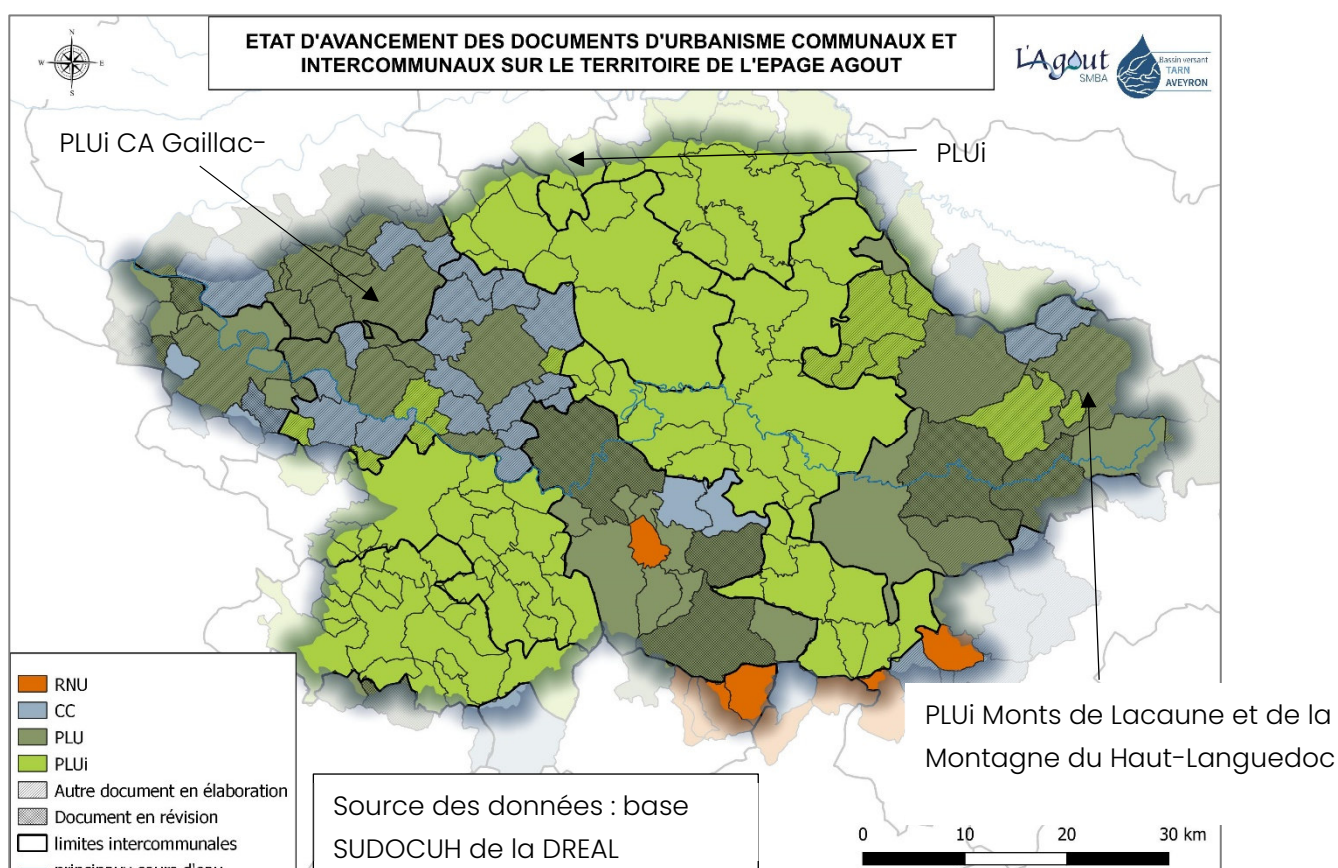 ETAT D'AVANCEMENT DES DOCUMENTS D'URBANISME COMMUNAUX ET
INTERCOMMUNAUX SUR LE TERRITOIRE DE L'EPAGE AGOUT
N
W
E
S
L'Agout
SMBA
Bassin versant
TARN
AVEYRON
PLUi CA Gaillac-
PLUi
RNU
CC
PLU
PLUi
Autre document en élaboration
Document en révision
limites intercommunales
principaux cours d'eau
Source des données : base
SUDOCUH de la DREAL
PLUi Monts de Lacaune et de la
Montagne du Haut-Languedoc
0 10 20 30 km